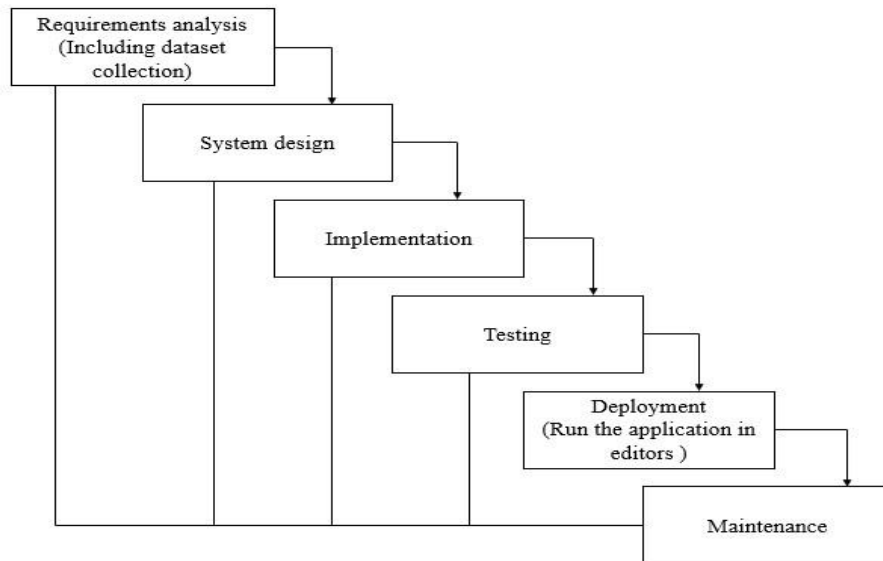 Requirements analysis
(Including dataset
collection)
System design
Implementation
Testing
Deployment
(Run the application in
editors )
Maintenance